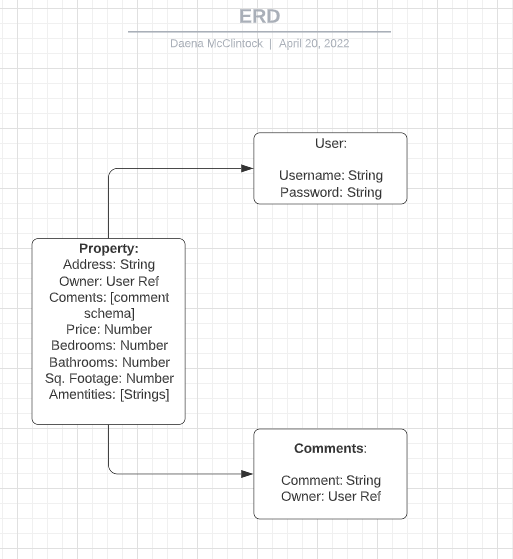 ERD
Daena McClintock | April 20, 2022
User:
Username: String
Password: String
Property:
Address: String
Owner: User Ref
Coments: [comment
schema]
Price: Number
Bedrooms: Number
Bathrooms: Number
Sq. Footage: Number
Amentities: [Strings]
Comments:
Comment: String
Owner: User Ref